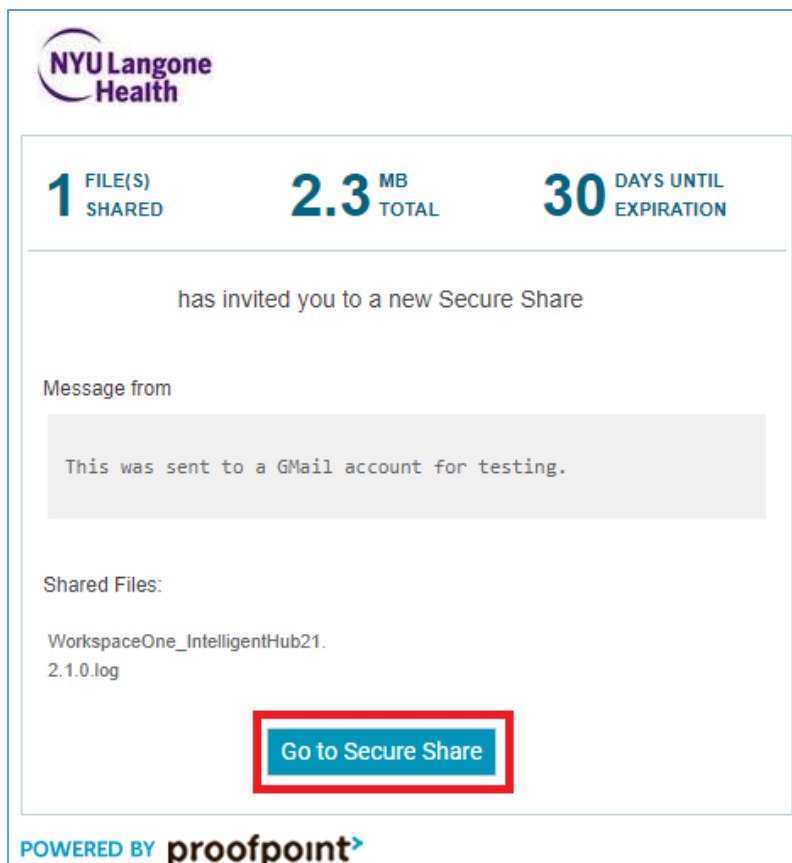 NYU Langone
Health
1 FILE(S) SHARED 2.3 MB TOTAL 30 DAYS UNTIL EXPIRATION
has invited you to a new Secure Share
Message from
This was sent to a GMail account for testing.
Shared Files:
WorkspaceOne_IntelligentHub21.
2.1.0.log
Go to Secure Share
POWERED BY proofpoint